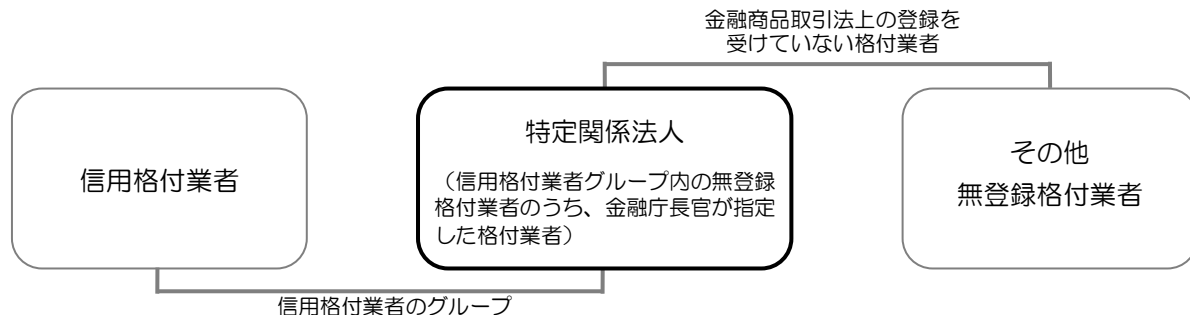 金融商品取引法上の登録を
受けていない格付業者
信用格付業者
特定関係法人
（信用格付業者グループ内の無登録
格付業者のうち、金融庁長官が指定
した格付業者）
その他
無登録格付業者
信用格付業者のグループ